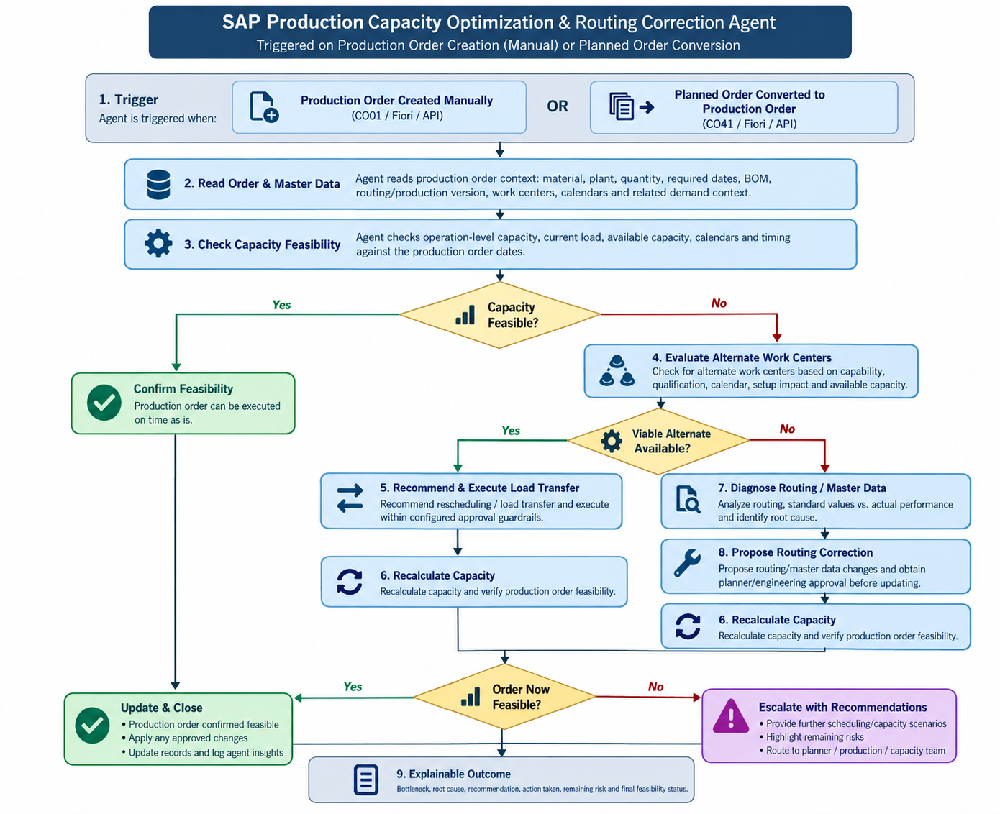 SAP Production Capacity Optimization & Routing Correction Agent
Triggered on Production Order Creation (Manual) or Planned Order Conversion
1. Trigger
Agent is triggered when:
Production Order Created Manually
(CO01 / Fiori / API)
OR
Planned Order Converted to
Production Order
(CO41 / Fiori / API)
2. Read Order & Master Data
Agent reads production order context: material, plant, quantity, required dates, BOM,
routing/production version, work centers, calendars and related demand context.
3. Check Capacity Feasibility
Agent checks operation-level capacity, current load, available capacity, calendars and timing
against the production order dates.
Capacity
Feasible?
Yes
No
Confirm Feasibility
Production order can be executed
on time as is.
4. Evaluate Alternate Work Centers
Check for alternate work centers based on capability,
qualification, calendar, setup impact and available capacity.
Viable Alternate
Available?
Yes
No
5. Recommend & Execute Load Transfer
Recommend rescheduling / load transfer and execute
within configured approval guardrails.
6. Recalculate Capacity
Recalculate capacity and verify production order feasibility.
7. Diagnose Routing / Master Data
Analyze routing, standard values vs. actual performance
and identify root cause.
8. Propose Routing Correction
Propose routing/master data changes and obtain
planner/engineering approval before updating.
6. Recalculate Capacity
Recalculate capacity and verify production order feasibility.
Order Now
Feasible?
Yes
No
Update & Close
• Production order confirmed feasible
• Apply any approved changes
• Update records and log agent insights
Escalate with Recommendations
• Provide further scheduling/capacity scenarios
• Highlight remaining risks
• Route to planner / production / capacity team
9. Explainable Outcome
Bottleneck, root cause, recommendation, action taken, remaining risk and final feasibility status.